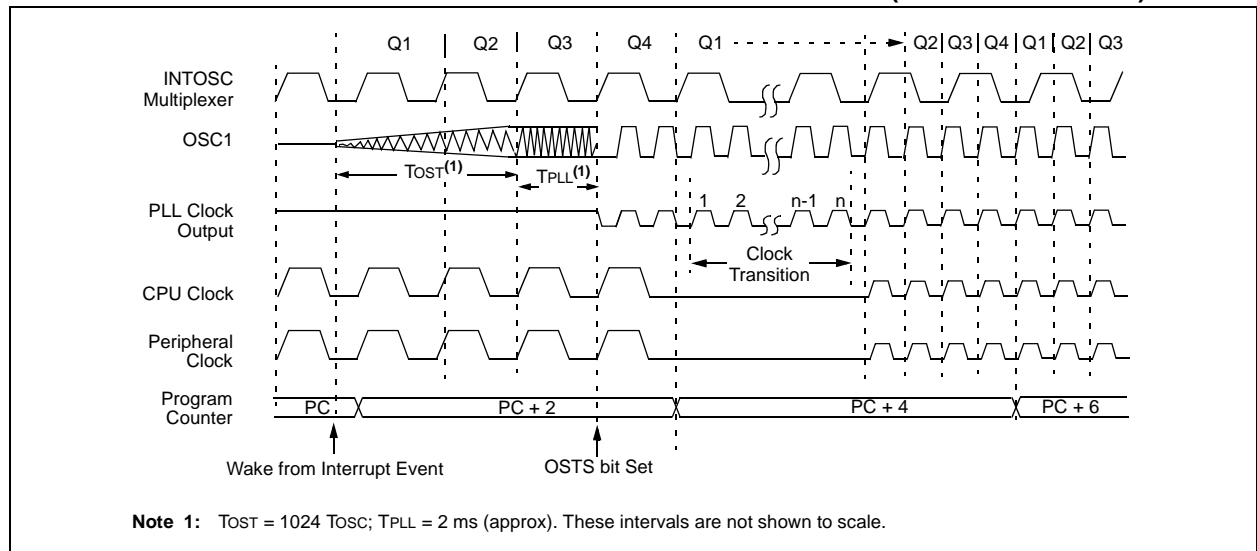 Q1 Q2 Q3 Q4 Q1 Q2 Q3 Q4 Q1 Q2 Q3
INTOSC
Multiplexer
OSC1
TOST(1) TPLL(1)
PLL Clock
Output
1 2 n-1 n
Clock
Transition
CPU Clock
Peripheral
Clock
Program
Counter
PC PC + 2 PC + 4 PC + 6
Wake from Interrupt Event OSTS bit Set
Note 1: TOST = 1024 TOSC; TPLL = 2 ms (approx). These intervals are not shown to scale.